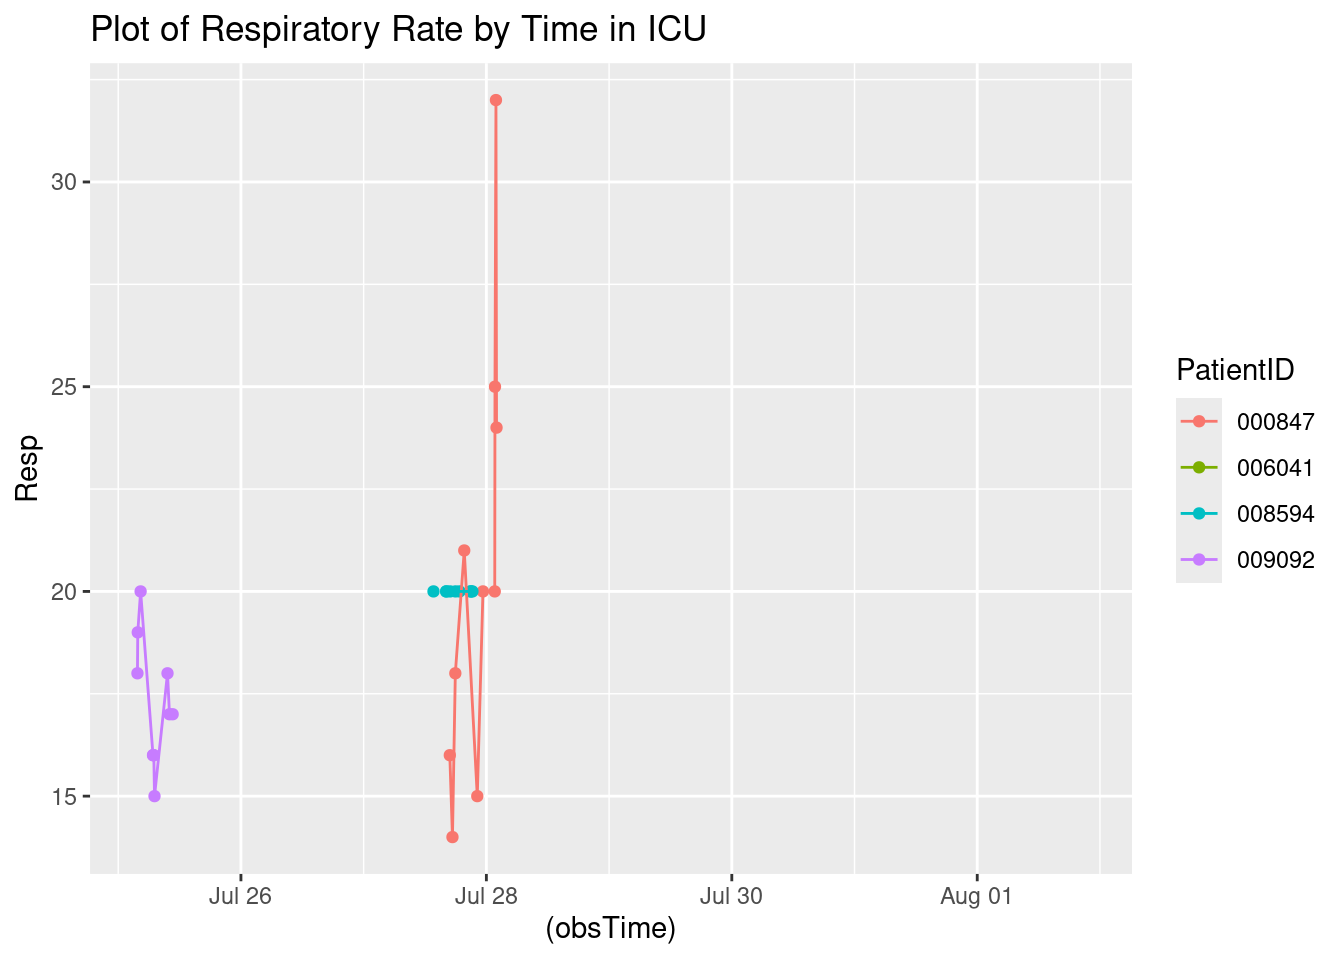 Plot of Respiratory Rate by Time in ICU
30
25
20
15
Resp
Jul 26
Jul 28
Jul 30
Aug 01
(obsTime)
PatientID
000847
006041
008594
009092